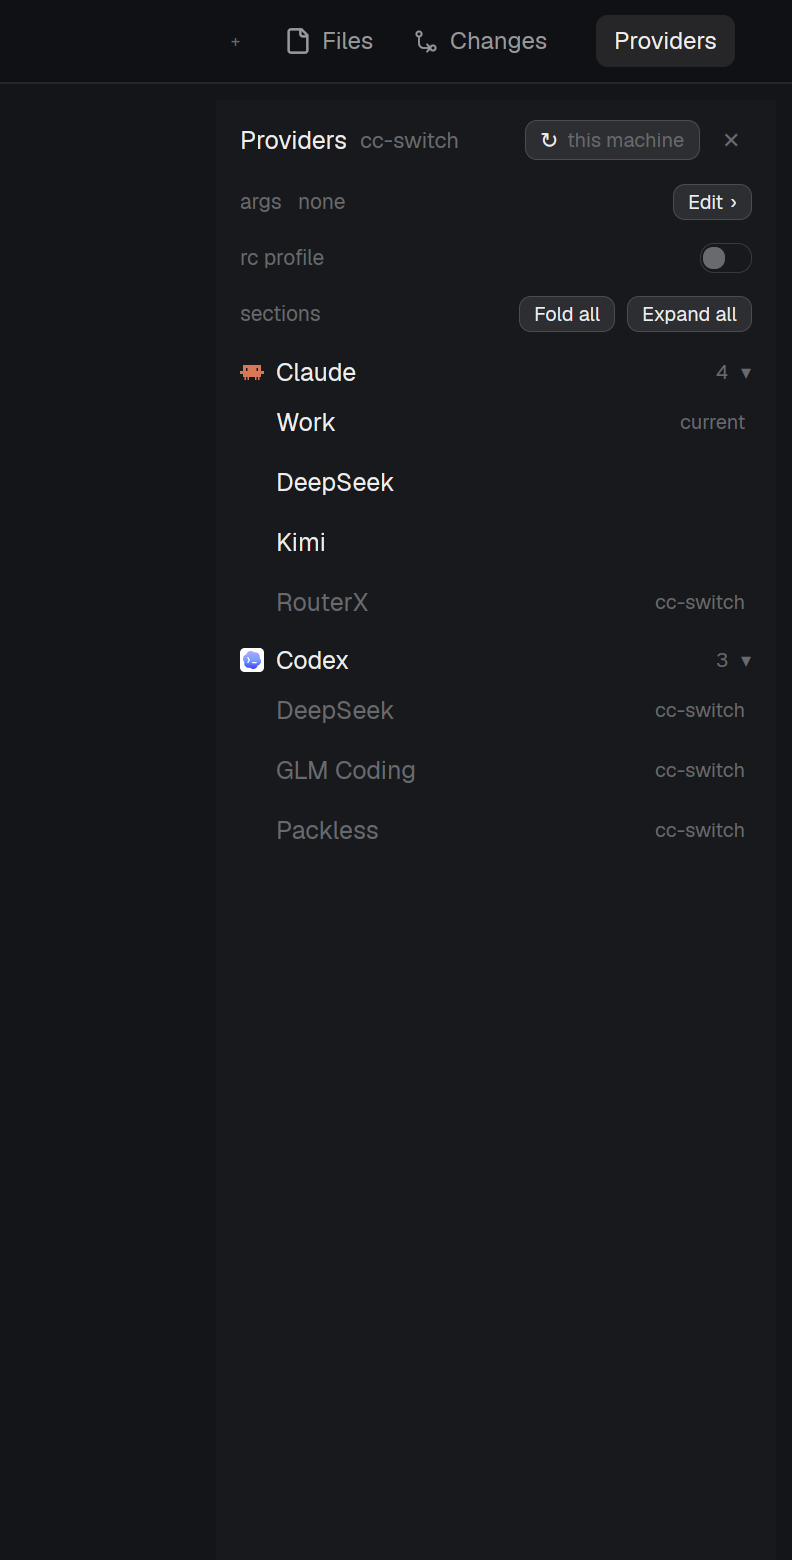 + Files Changes Providers
Providers cc-switch ↻ this machine ×
args none Edit ›
rc profile
sections Fold all Expand all
Claude 4 ▾
Work current
DeepSeek
Kimi
RouterX cc-switch
Codex 3 ▾
DeepSeek cc-switch
GLM Coding cc-switch
Packless cc-switch